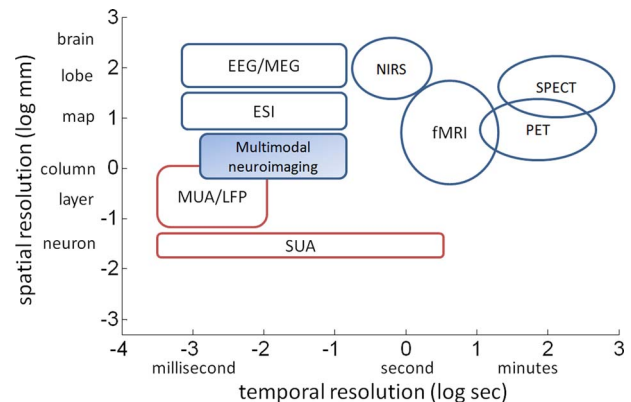 spatial resolution (log mm)
3
brain
2
lobe
map
1
column
0
layer
-1
neuron
-2
-3
EEG/MEG
ESI
Multimodal
neuroimaging
MUA/LFP
SUA
NIRS
fMRI
SPECT
PET
-4 -3 -2 -1 0 1 2 3
millisecond second minutes
temporal resolution (log sec)